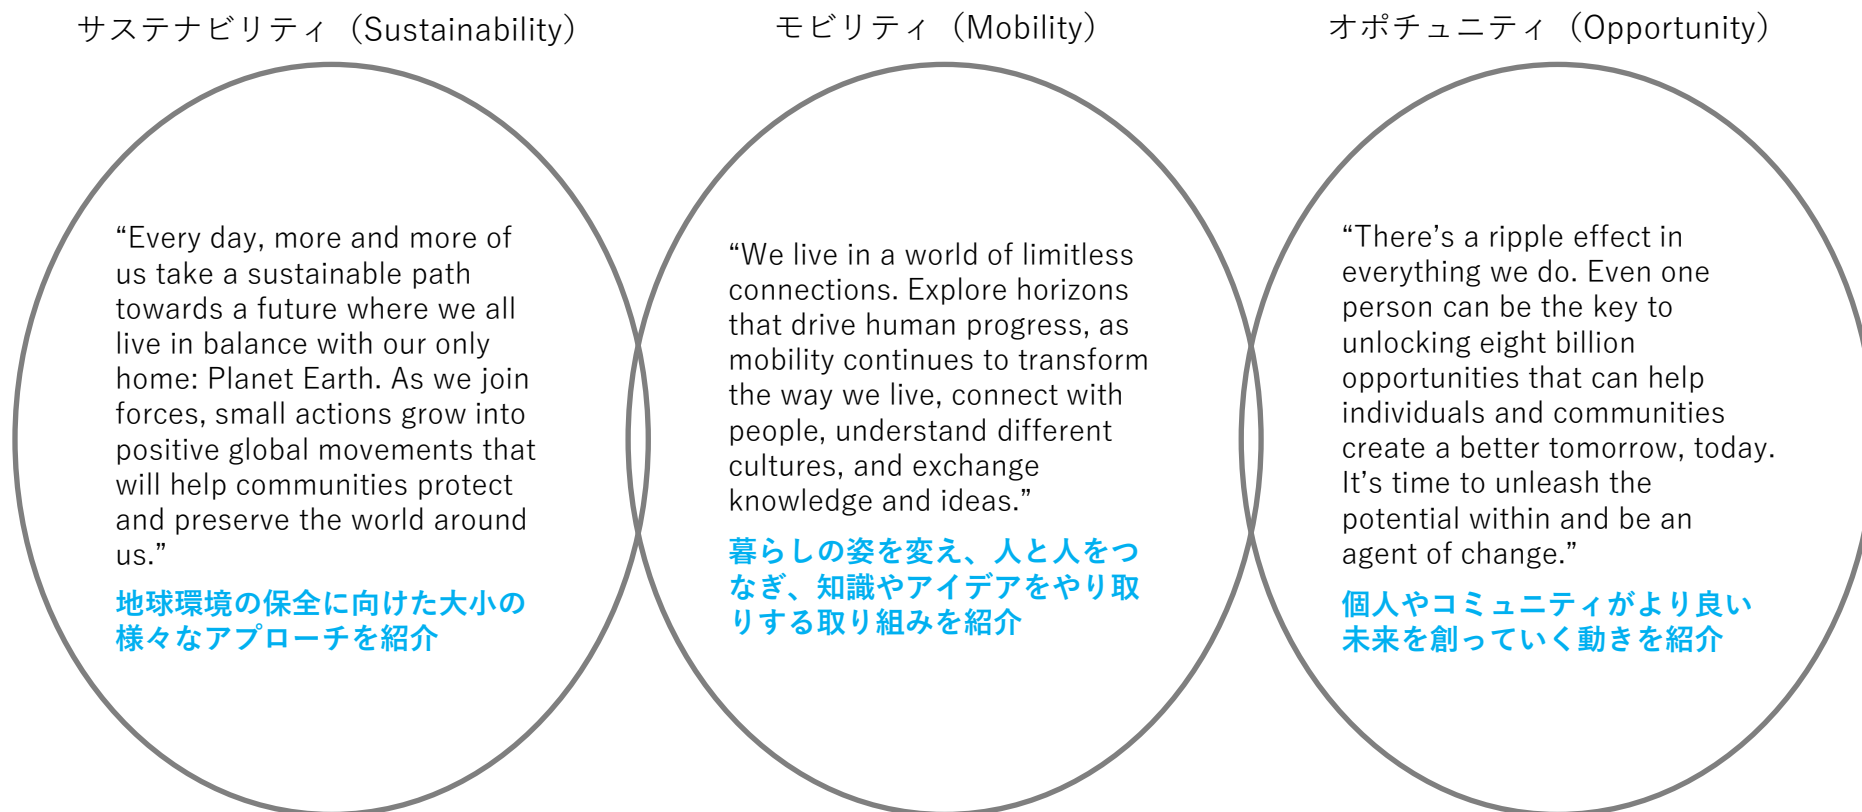 サステナビリティ（Sustainability）
“Every day, more and more of
us take a sustainable path
towards a future where we all
live in balance with our only
home: Planet Earth. As we join
forces, small actions grow into
positive global movements that
will help communities protect
and preserve the world around
us.”
地球環境の保全に向けた大小の
様々なアプローチを紹介
モビリティ（Mobility）
“We live in a world of limitless
connections. Explore horizons
that drive human progress, as
mobility continues to transform
the way we live, connect with
people, understand different
cultures, and exchange
knowledge and ideas.”
暮らしの姿を変え、人と人をつ
なぎ、知識やアイデアをやり取
りする取り組みを紹介
オポチュニティ（Opportunity）
“There’s a ripple effect in
everything we do. Even one
person can be the key to
unlocking eight billion
opportunities that can help
individuals and communities
create a better tomorrow, today.
It’s time to unleash the
potential within and be an
agent of change.”
個人やコミュニティがより良い
未来を創っていく動きを紹介